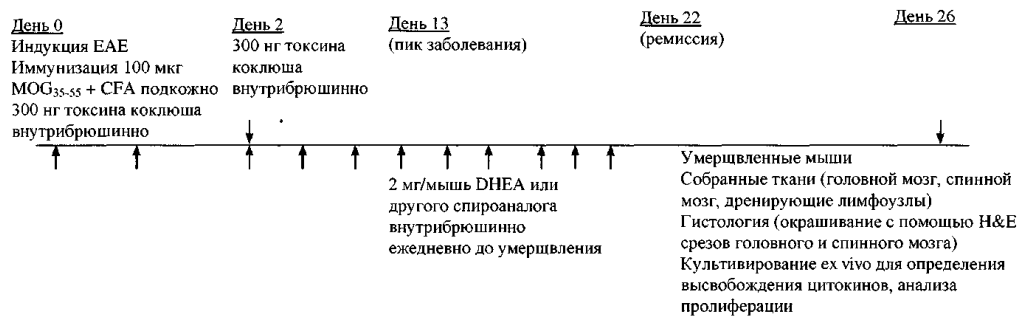 День 0
Индукция EAE
Иммунизация 100 мкг
MOG35-55 + CFA подкожно
300 нг токсина коклюша
внутрибрюшинно
День 2
300 нг токсина
коклюша
внутрибрюшинно
День 13
(пик заболевания)
День 22
(ремиссия)
День 26
2 мг/мышь DHEA или
другого спироаналога
внутрибрюшинно
ежедневно до умерщвления
Умерщвленные мыши
Собранные ткани (головной мозг, спинной
мозг, дренирующие лимфоузлы)
Гистология (окрашивание с помощью H&E
срезов головного и спинного мозга)
Культивирование ex vivo для определения
высвобождения цитокинов, анализа
пролиферации